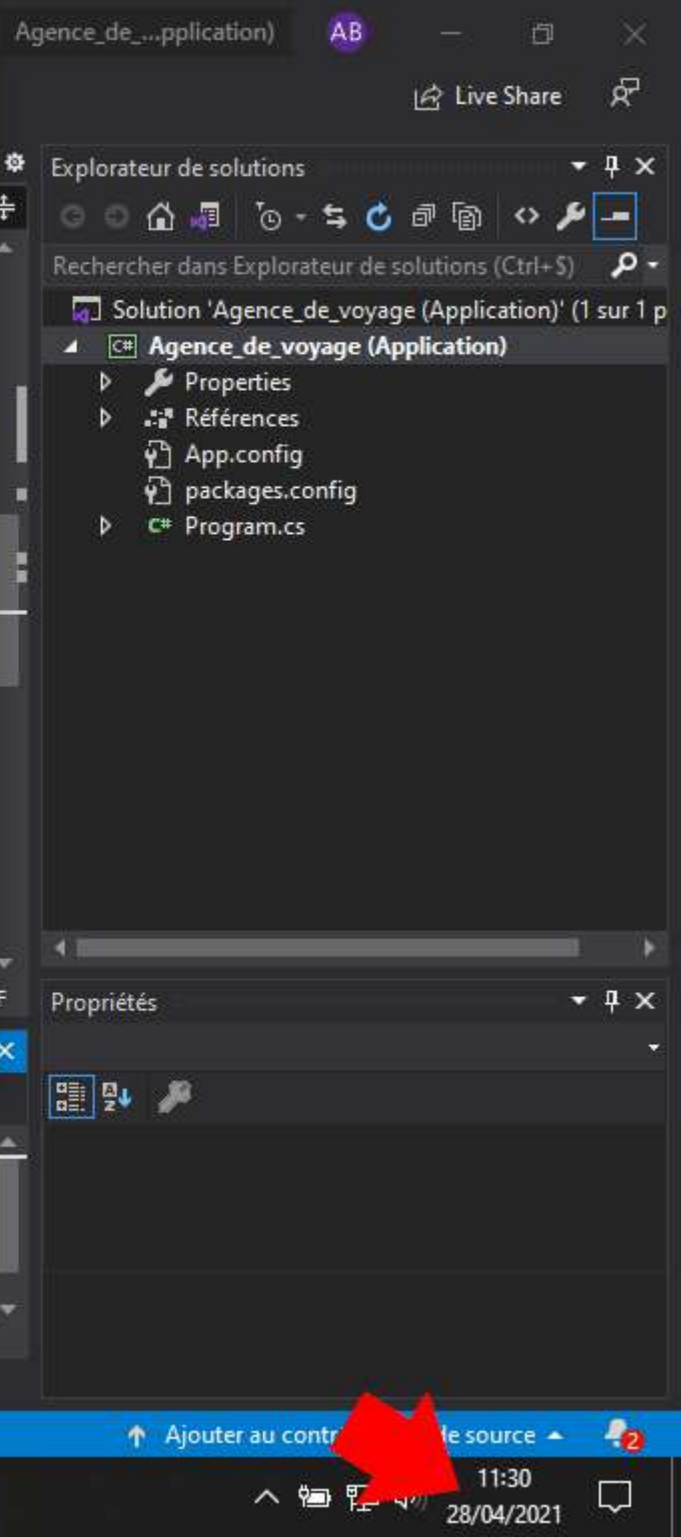 Agence_de_...pplication)
AB
Live Share
Explorateur de solutions
Rechercher dans Explorateur de solutions (Ctrl+$)
Solution 'Agence_de_voyage (Application)' (1 sur 1 p
C# Agence_de_voyage (Application)
Properties
Références
App.config
packages.config
C# Program.cs
Propriétés
Ajouter au cont de source
2
11:30
28/04/2021